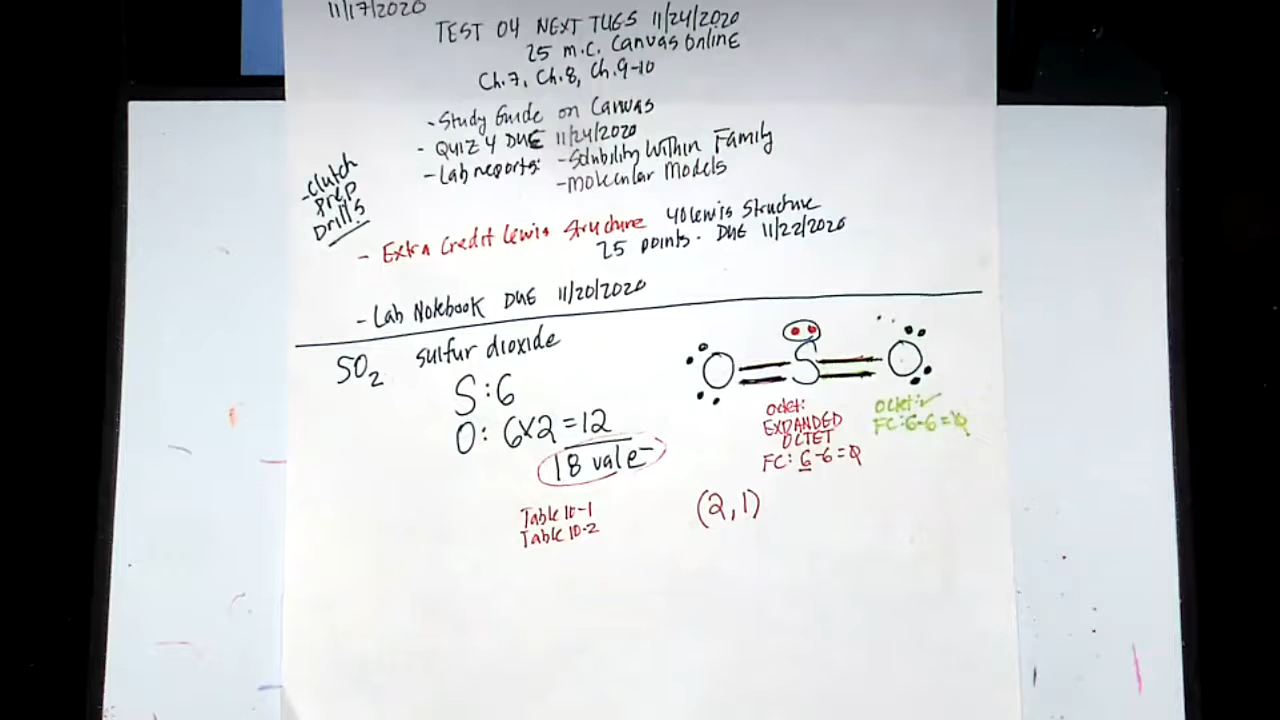 11/17/2020
TEST 04 NEXT TUES 11/24/2020
25 m.c. Canvas Online
Ch.7, Ch.8, Ch.9-10
- Study Guide on Canvas
- QUIZ 4 DUE 11/24/2020
- Lab reports: - Solubility Within Family
- Molecular Models
- Clutch
Prep
Drills
- Extra Credit Lewis Structure 40 Lewis Structure
25 points. DUE 11/22/2020
- Lab Notebook DUE 11/20/2020
SO2 sulfur dioxide
S: 6
O: 6x2 = 12
18 val e-
Table 10-1
Table 10-2
O = S = O
Octet:
EXPANDED
OCTET
FC: 6-6=0
Octet: ✓
FC: 6-6=0
(2,1)